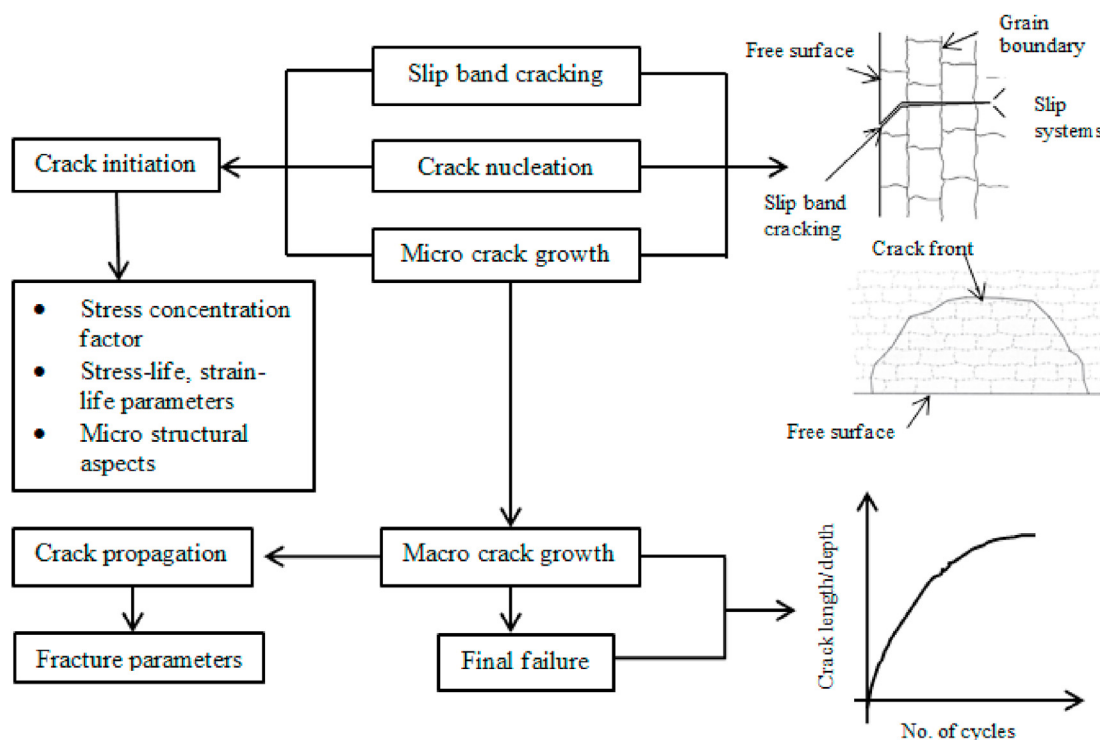 Slip band cracking
Crack nucleation
Micro crack growth
Crack initiation
● Stress concentration
factor
● Stress-life, strain-
life parameters
● Micro structural
aspects
Free surface
Grain
boundary
Slip
systems
Slip band
cracking
Crack front
Free surface
Crack propagation
Macro crack growth
Fracture parameters
Final failure
Crack length/depth
No. of cycles